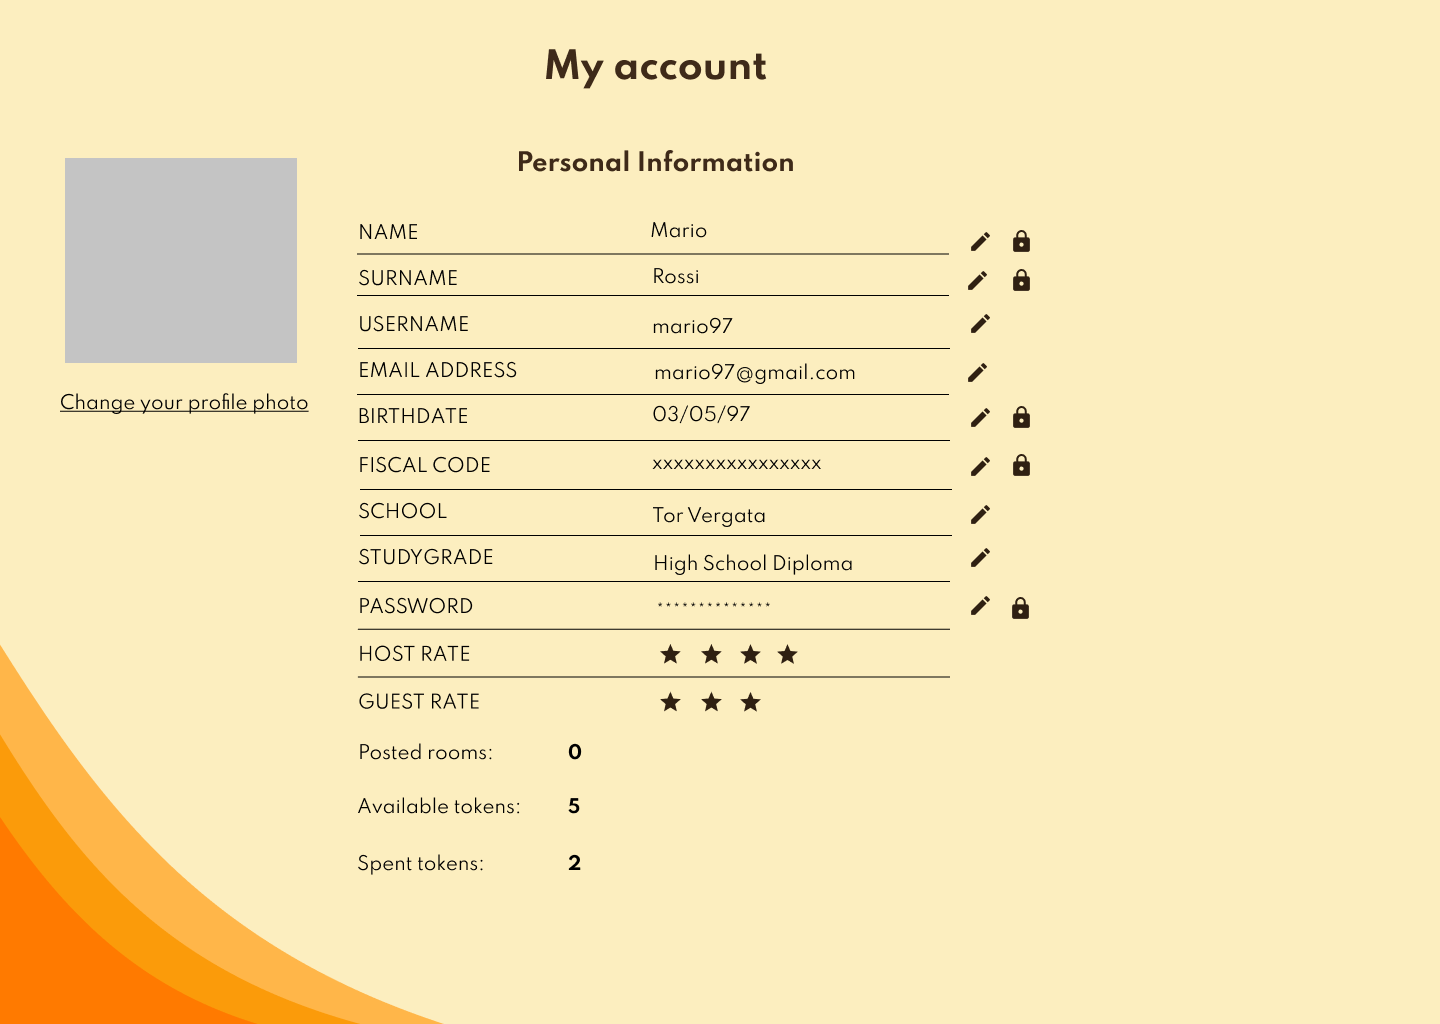 My account
Personal Information
NAME Mario
SURNAME Rossi
USERNAME mario97
EMAIL ADDRESS mario97@gmail.com
Change your profile photo
BIRTHDATE 03/05/97
FISCAL CODE xxxxxxxxxxxxxxxx
SCHOOL Tor Vergata
STUDYGRADE High School Diploma
PASSWORD **************
HOST RATE
GUEST RATE
Posted rooms: 0
Available tokens: 5
Spent tokens: 2